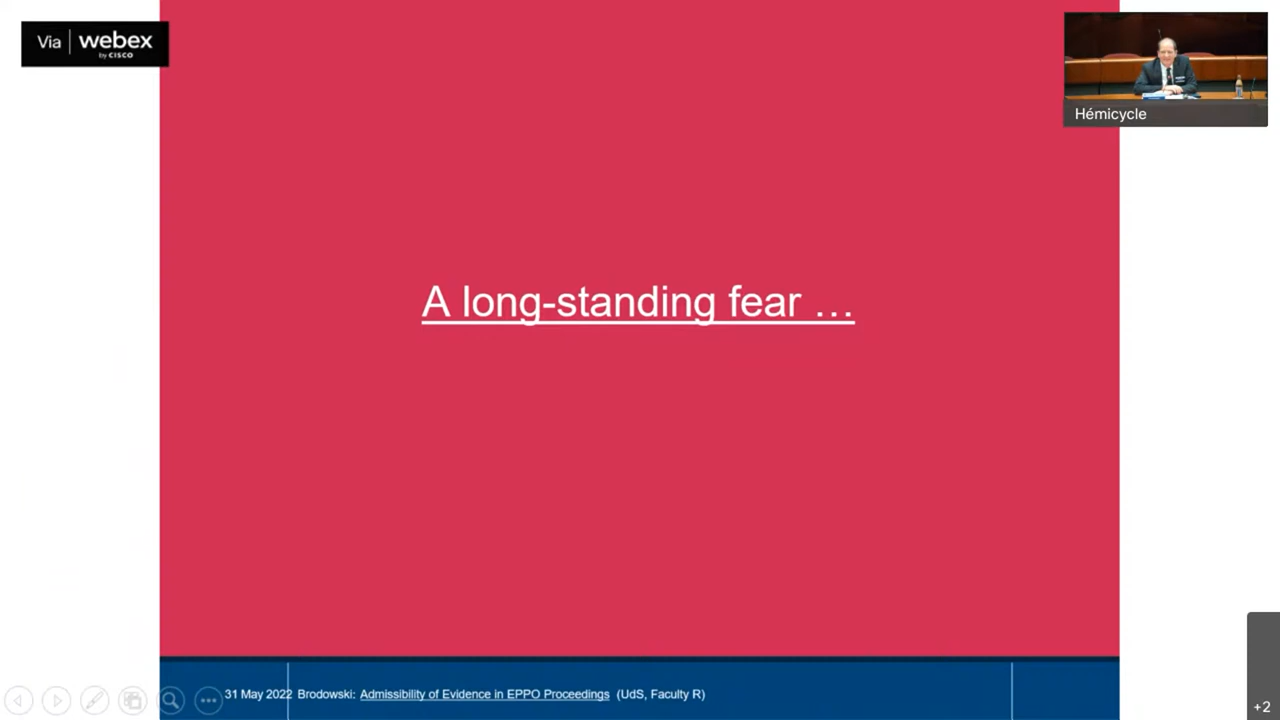 Via webex
by CISCO
Hémicycle
A long-standing fear …
31 May 2022 Brodowski: Admissibility of Evidence in EPPO Proceedings (UdS, Faculty R)
+2